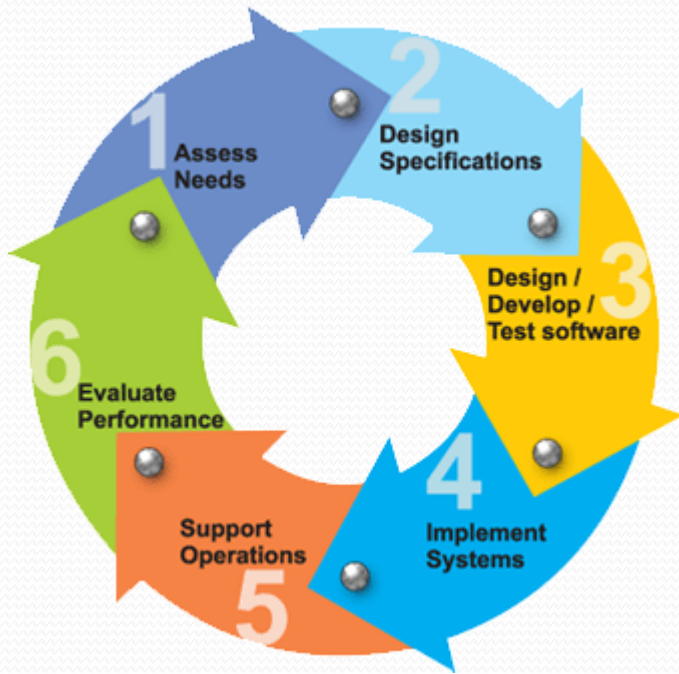 1
Assess
Needs
2
Design
Specifications
3
Design /
Develop /
Test software
4
Implement
Systems
5
Support
Operations
6
Evaluate
Performance